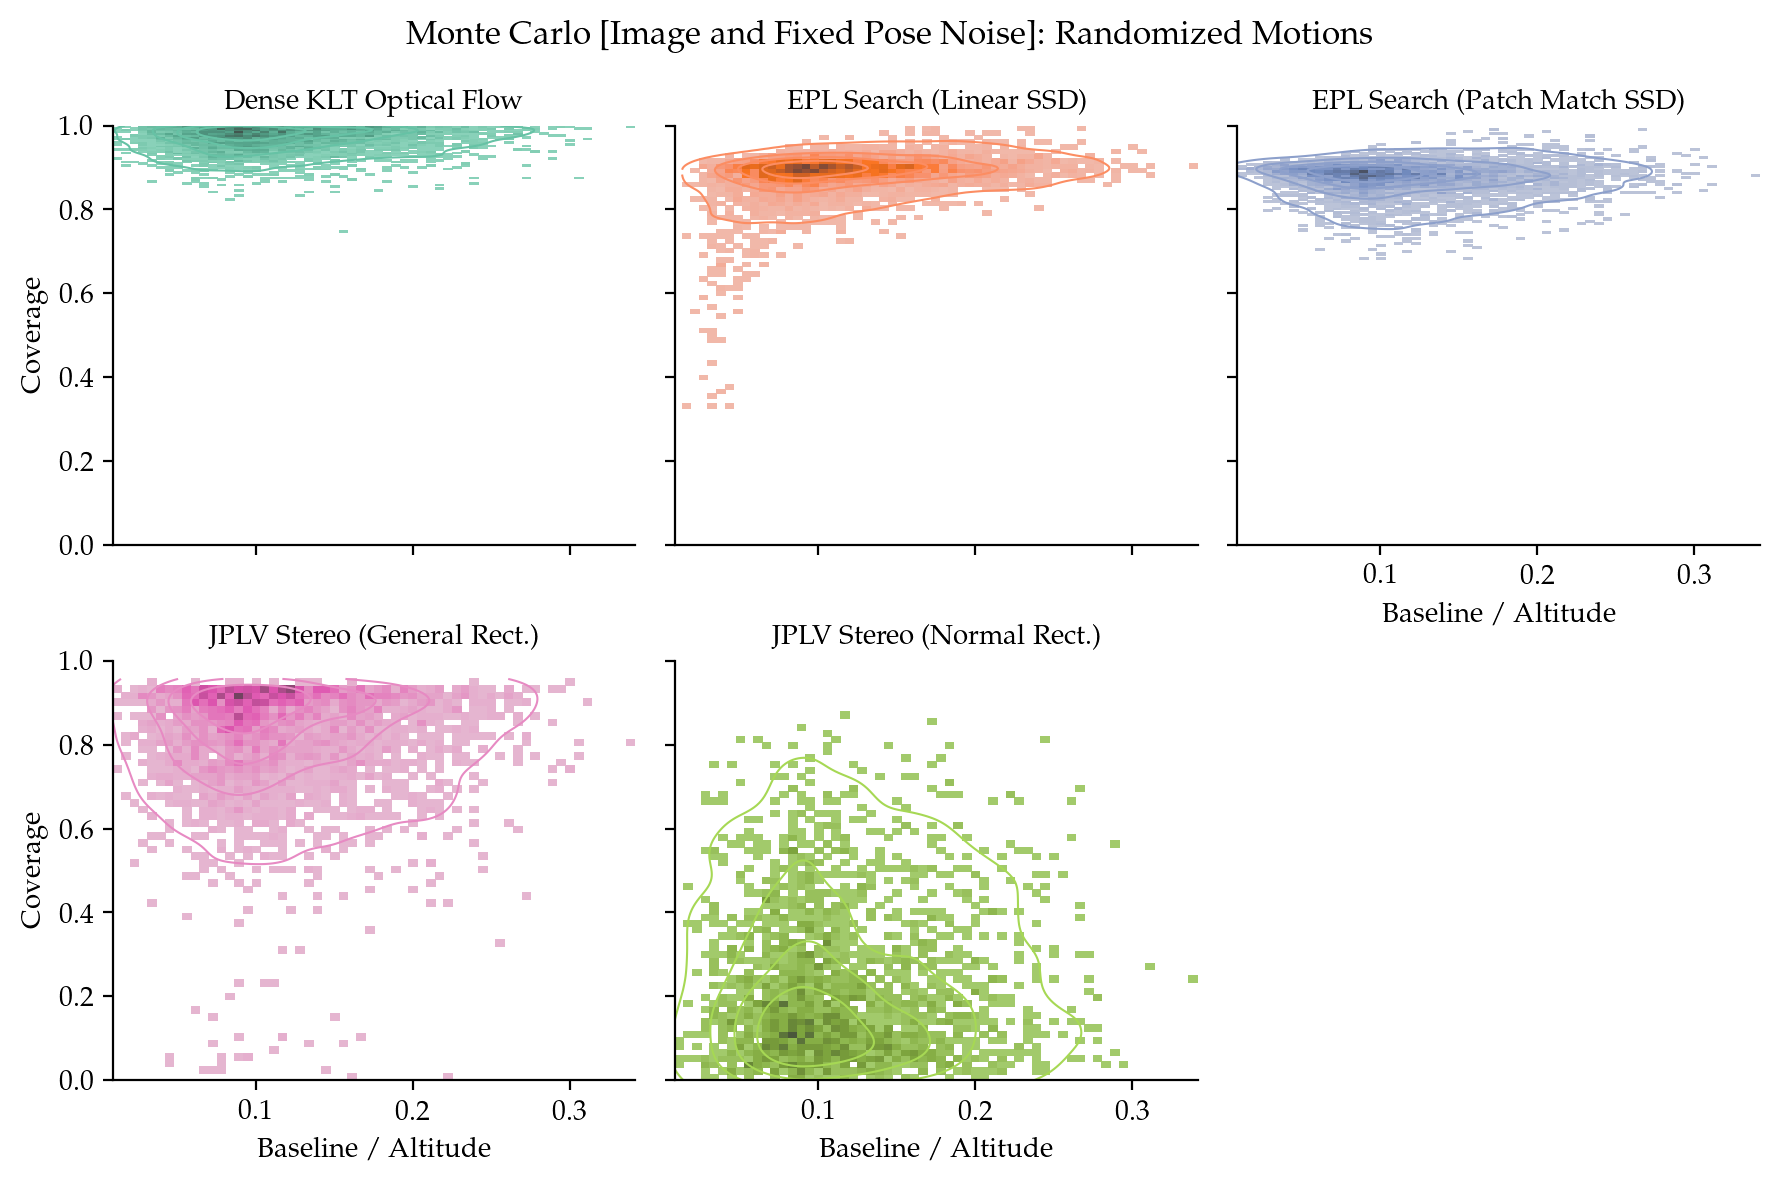 Monte Carlo [Image and Fixed Pose Noise]: Randomized Motions
Dense KLT Optical Flow
EPL Search (Linear SSD)
EPL Search (Patch Match SSD)
1.0
0.8
0.6
0.4
0.2
0.0
Coverage
0.1 0.2 0.3
Baseline / Altitude
JPLV Stereo (General Rect.)
JPLV Stereo (Normal Rect.)
1.0
0.8
0.6
0.4
0.2
0.0
Coverage
0.1 0.2 0.3
Baseline / Altitude
0.1 0.2 0.3
Baseline / Altitude